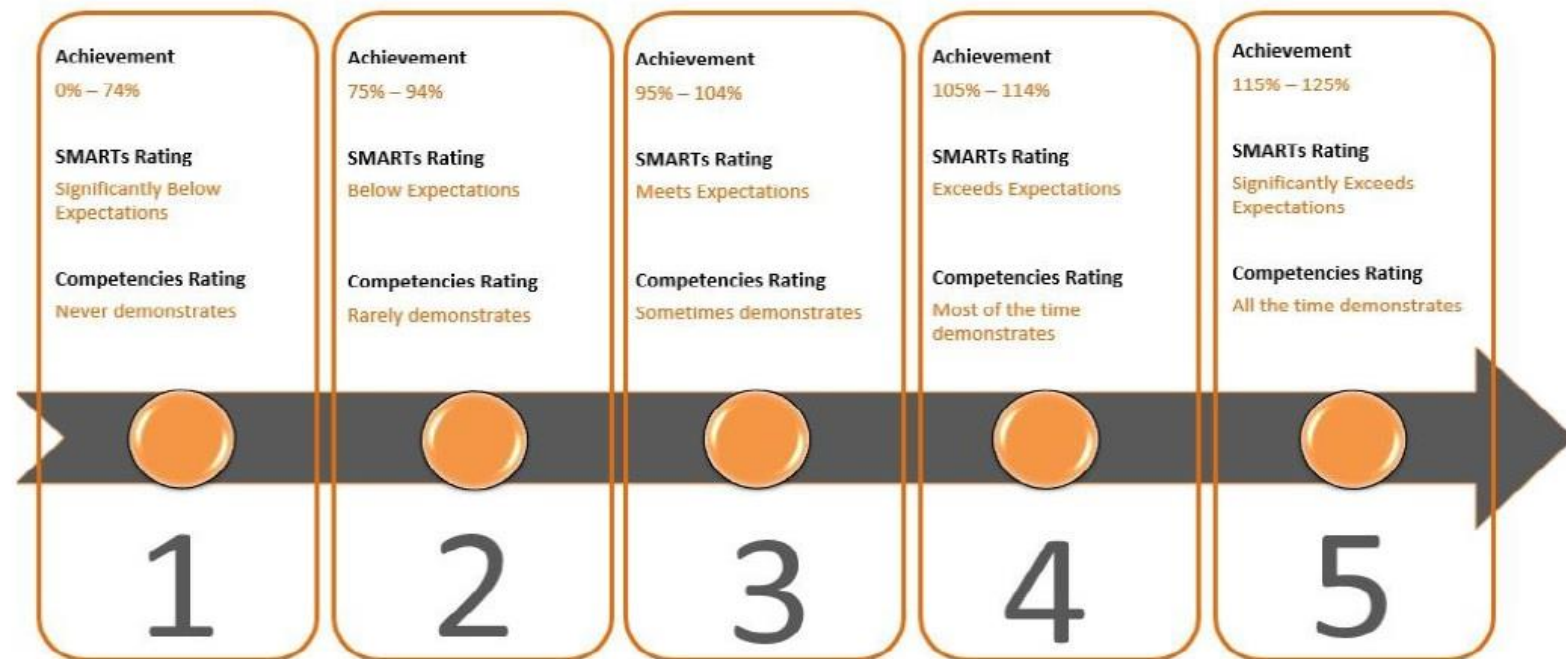 Achievement
0% – 74%
SMARTs Rating
Significantly Below
Expectations
Competencies Rating
Never demonstrates
1
Achievement
75% – 94%
SMARTs Rating
Below Expectations
Competencies Rating
Rarely demonstrates
2
Achievement
95% – 104%
SMARTs Rating
Meets Expectations
Competencies Rating
Sometimes demonstrates
3
Achievement
105% – 114%
SMARTs Rating
Exceeds Expectations
Competencies Rating
Most of the time
demonstrates
4
Achievement
115% – 125%
SMARTs Rating
Significantly Exceeds
Expectations
Competencies Rating
All the time demonstrates
5